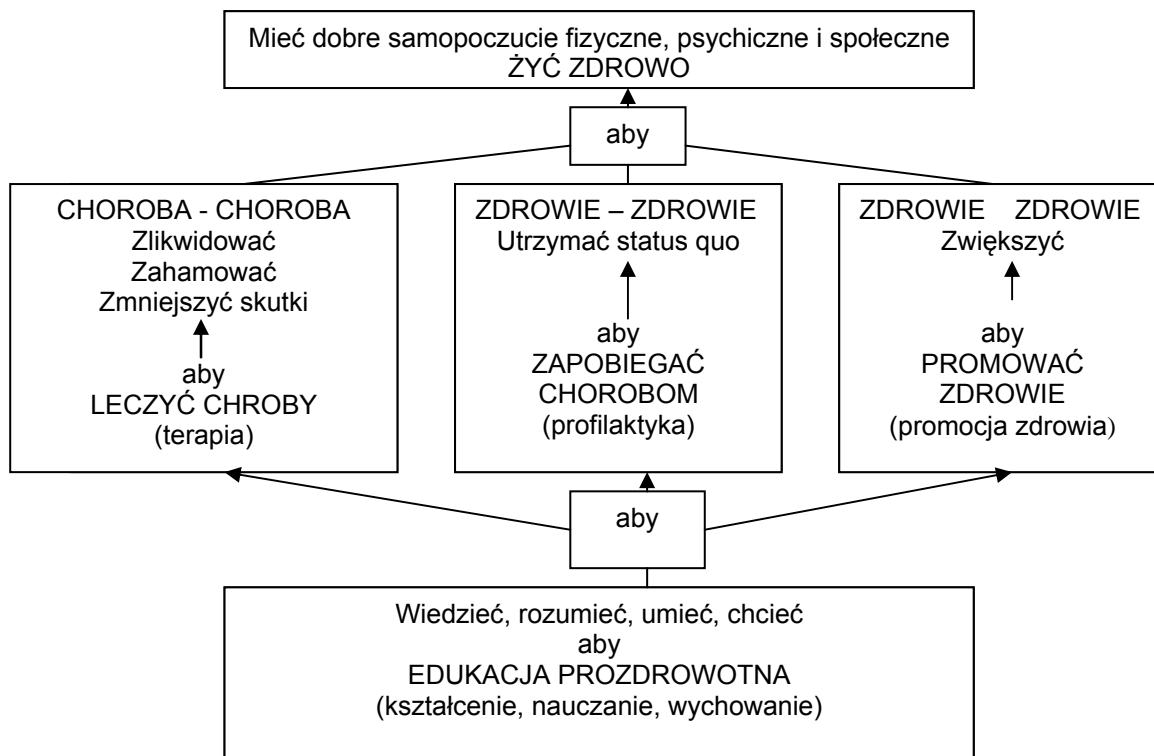 Mieć dobre samopoczucie fizyczne, psychiczne i społeczne
ŻYĆ ZDROWO
aby
CHOROBA - CHOROBA
Zlikwidować
Zahamować
Zmniejszyć skutki
aby
LECZYĆ CHROBY
(terapia)
ZDROWIE – ZDROWIE
Utrzymać status quo
aby
ZAPOBIEGAĆ
CHOROBOM
(profilaktyka)
ZDROWIE ZDROWIE
Zwiększyć
aby
PROMOWAĆ
ZDROWIE
(promocja zdrowia)
aby
Wiedzieć, rozumieć, umieć, chcieć
aby
EDUKACJA PROZDROWOTNA
(kształcenie, nauczanie, wychowanie)